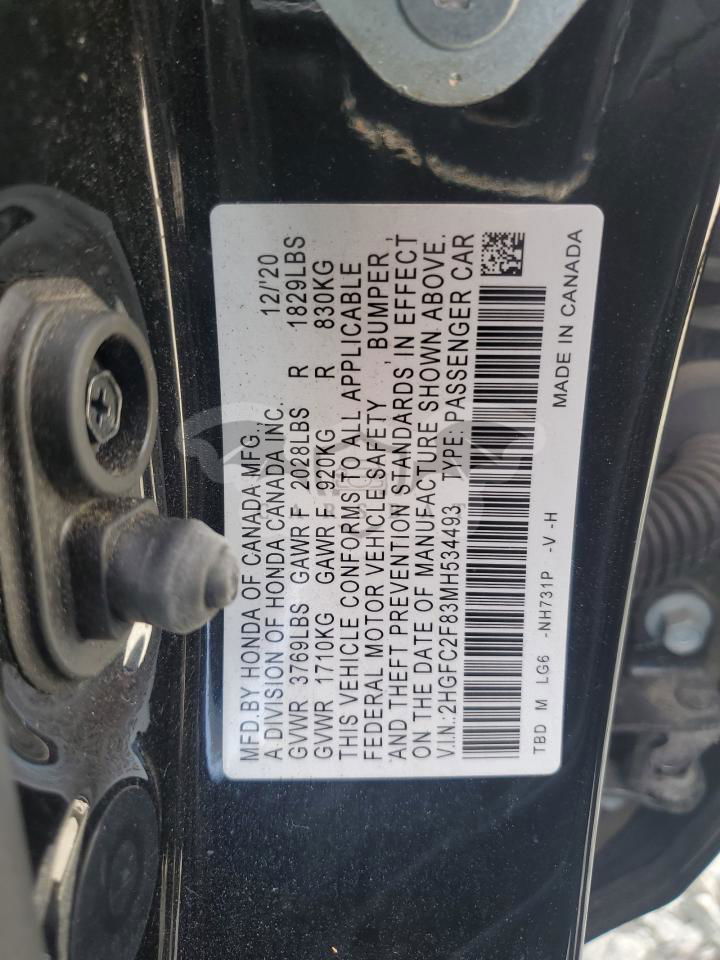 MFD.BY HONDA OF CANADA MFG., 12/'20
A DIVISION OF HONDA CANADA INC.
GVWR 3769LBS GAWR F 2028LBS R 1829LBS
GVWR 1710KG GAWR F 920KG R 830KG
THIS VEHICLE CONFORMS TO ALL APPLICABLE
FEDERAL MOTOR VEHICLE SAFETY , BUMPER ,
AND THEFT PREVENTION STANDARDS IN EFFECT
ON THE DATE OF MANUFACTURE SHOWN ABOVE.
V.I.N.:2HGFC2F83MH534493 TYPE: PASSENGER CAR
TBD M LG6 -NH731P -V -H MADE IN CANADA